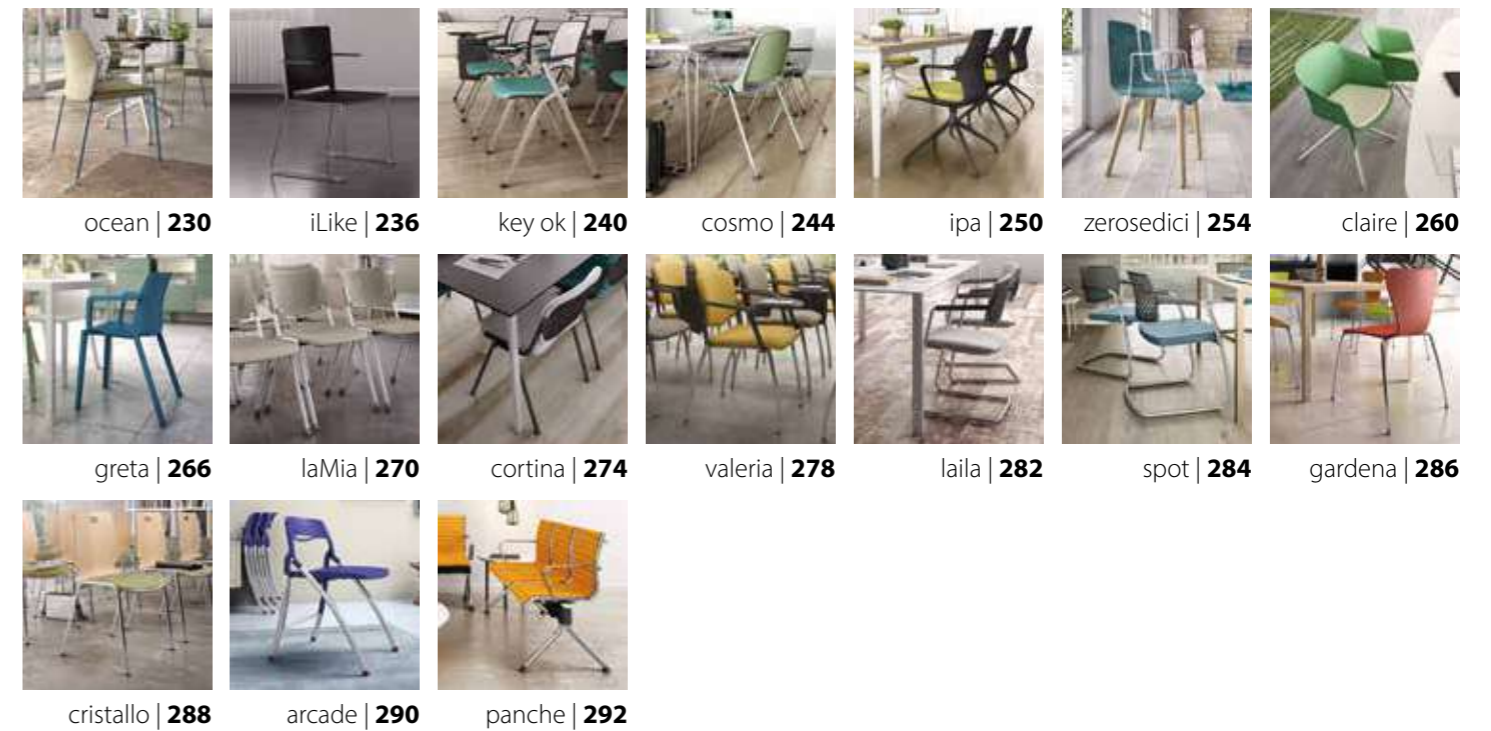 ocean | 230 iLike | 236 key ok | 240 cosmo | 244 ipa | 250 zerosedici | 254 claire | 260
greta | 266 laMia | 270 cortina | 274 valeria | 278 laila | 282 spot | 284 gardena | 286
cristallo | 288 arcade | 290 panche | 292